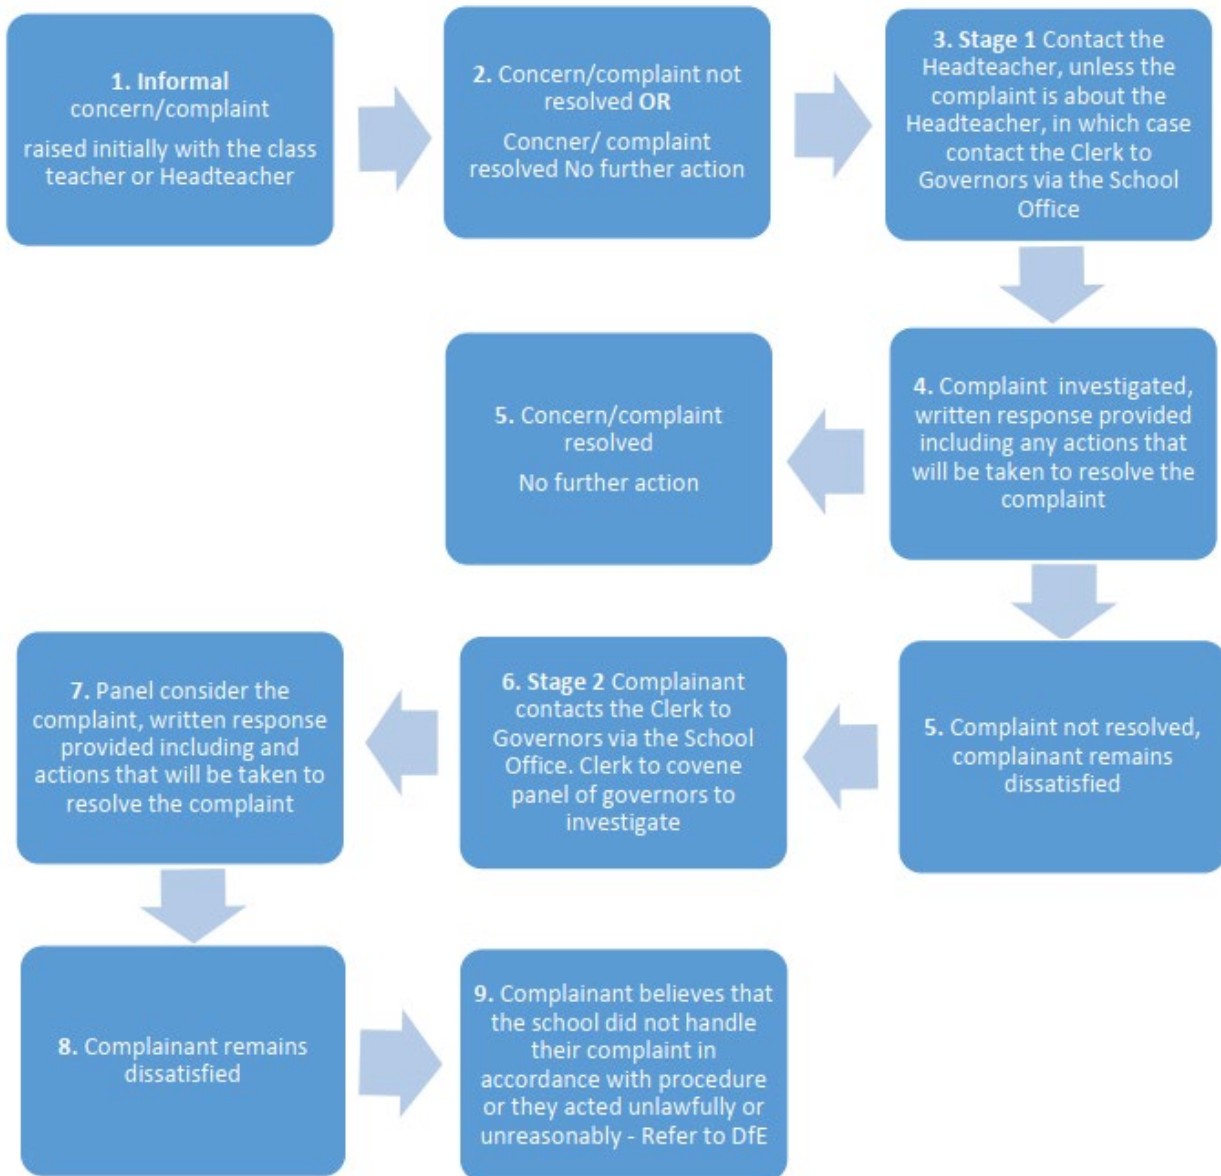 1. Informal
concern/complaint
raised initially with the class
teacher or Headteacher
2. Concern/complaint not
resolved OR
Concner/ complaint
resolved No further action
3. Stage 1 Contact the
Headteacher, unless the
complaint is about the
Headteacher, in which case
contact the Clerk to
Governors via the School
Office
4. Complaint investigated,
written response provided
including any actions that
will be taken to resolve the
complaint
5. Concern/complaint
resolved
No further action
5. Complaint not resolved,
complainant remains
dissatisfied
6. Stage 2 Complainant
contacts the Clerk to
Governors via the School
Office. Clerk to covene
panel of governors to
investigate
7. Panel consider the
complaint, written response
provided including and
actions that will be taken to
resolve the complaint
8. Complainant remains
dissatisfied
9. Complainant believes that
the school did not handle
their complaint in
accordance with procedure
or they acted unlawfully or
unreasonably - Refer to DfE